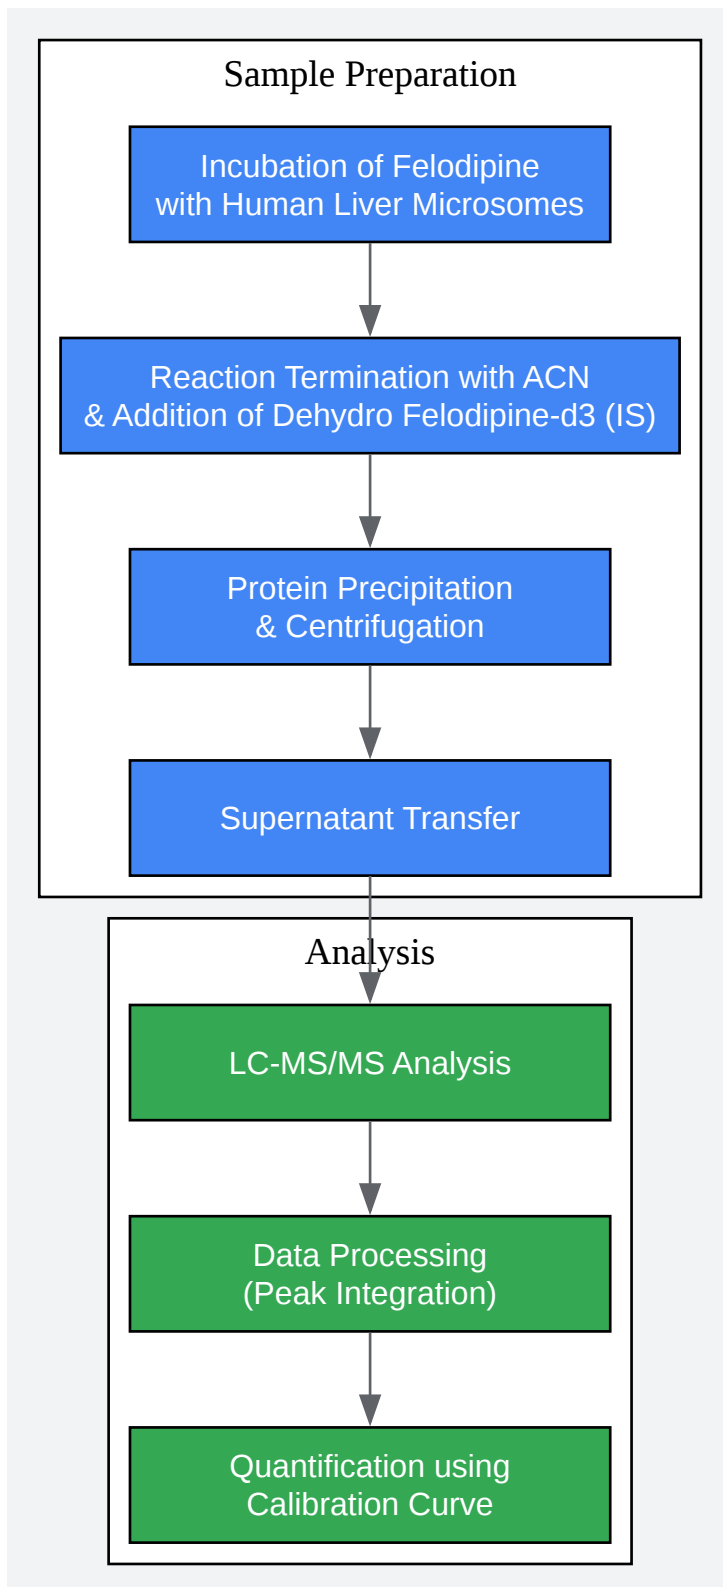 Sample Preparation
Incubation of Felodipine
with Human Liver Microsomes
Reaction Termination with ACN
& Addition of Dehydro Felodipine-d3 (IS)
Protein Precipitation
& Centrifugation
Supernatant Transfer
Analysis
LC-MS/MS Analysis
Data Processing
(Peak Integration)
Quantification using
Calibration Curve